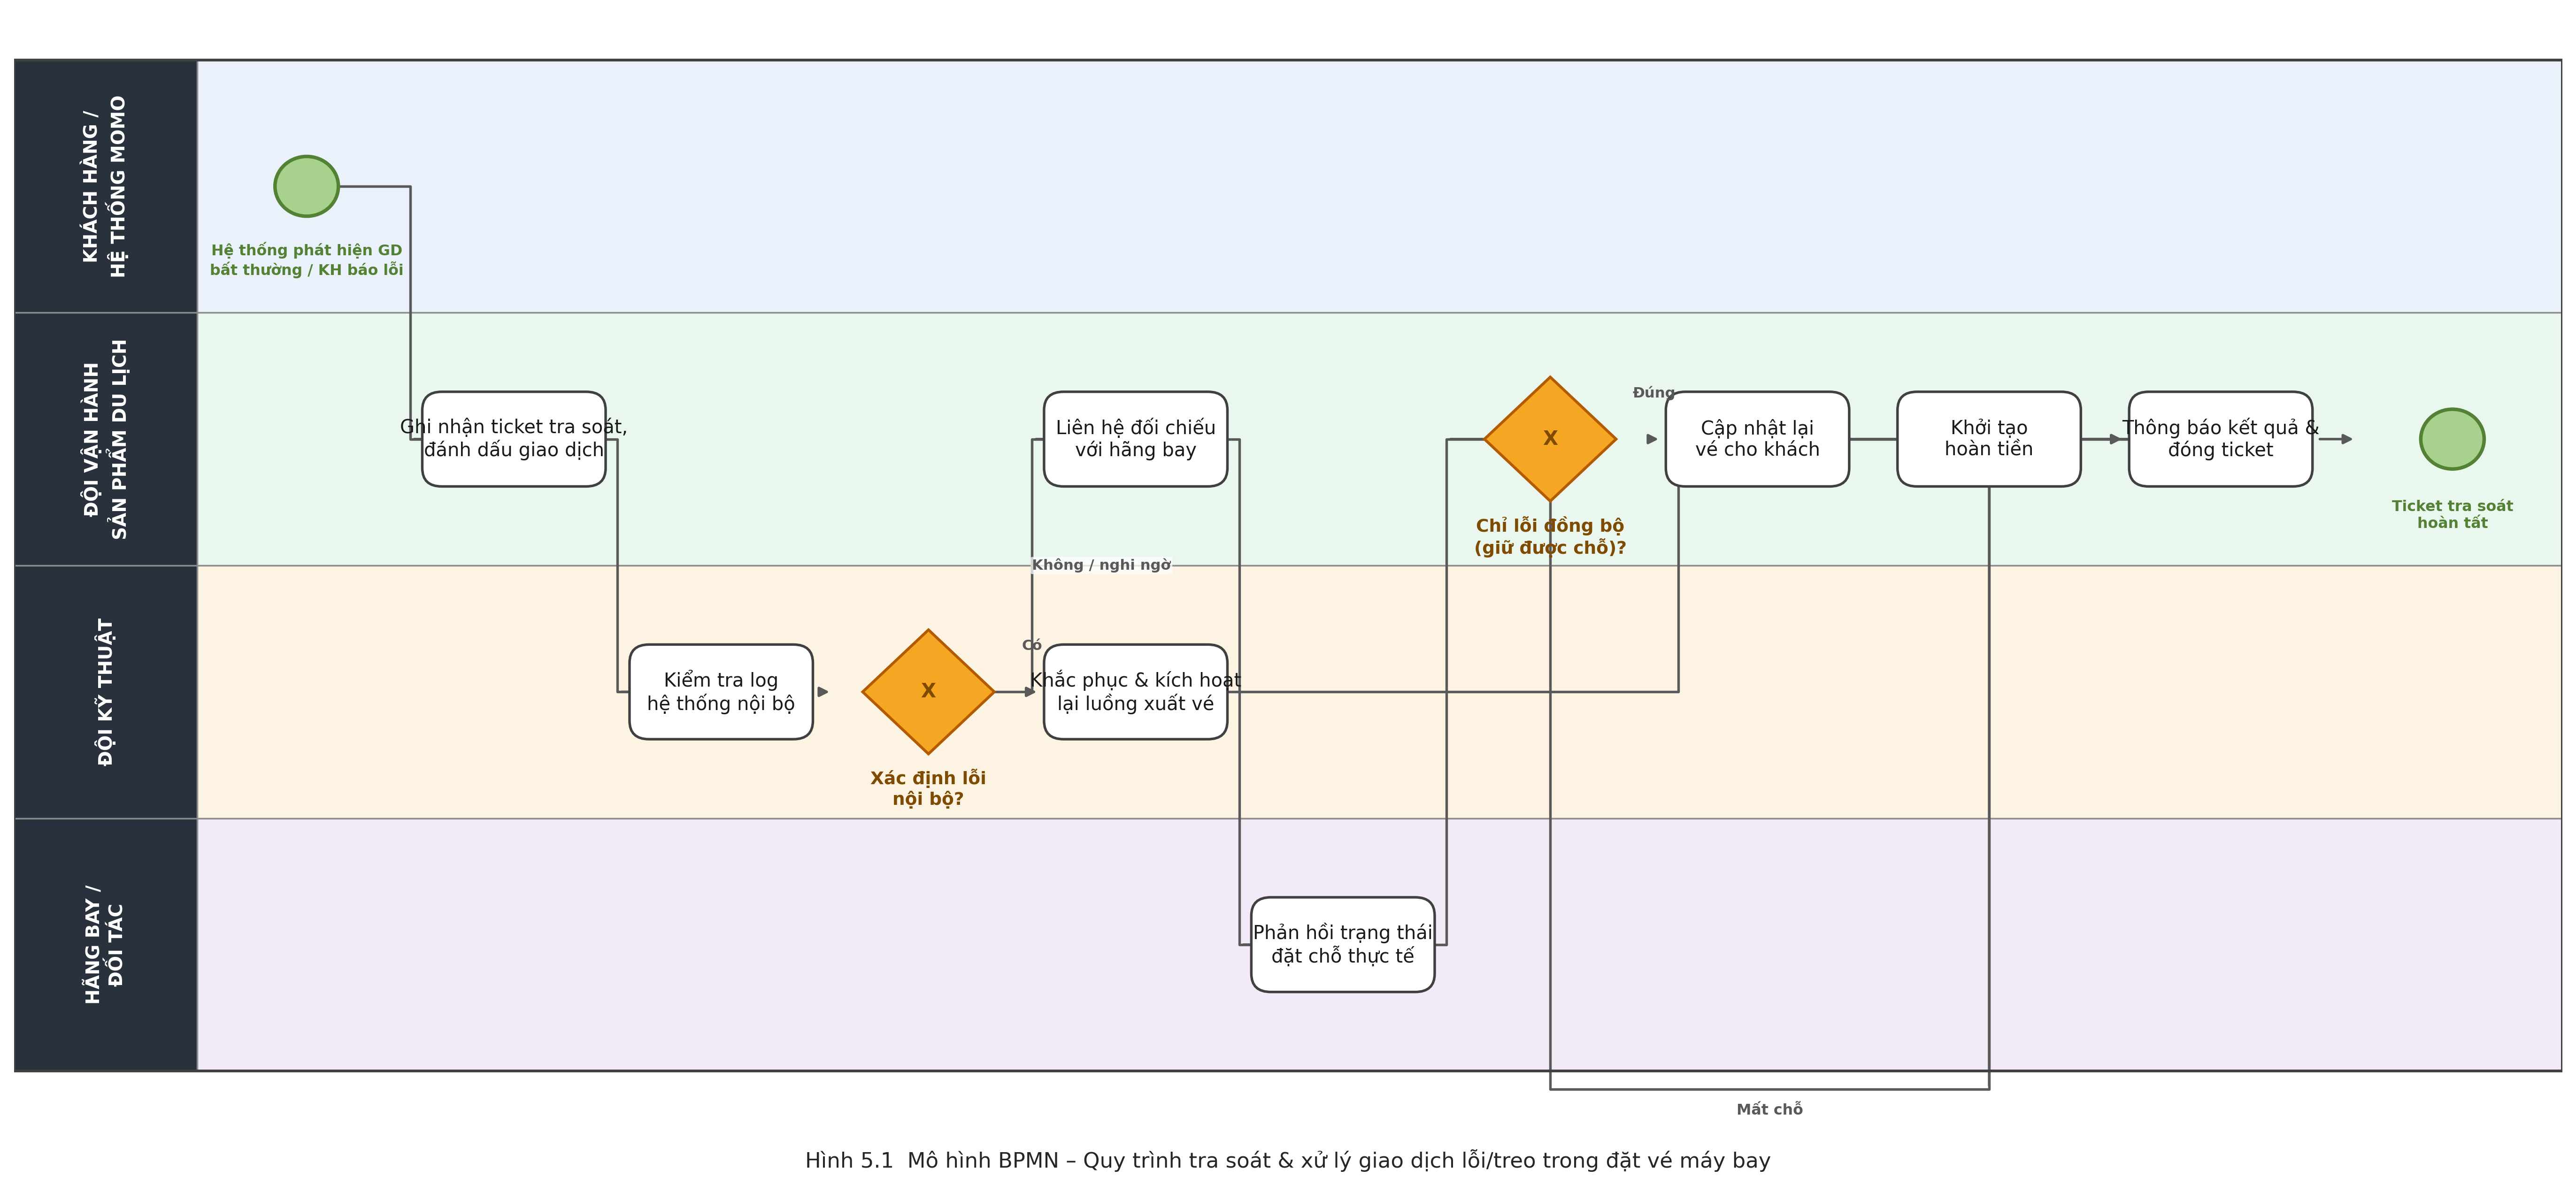 KHÁCH HÀNG /
HỆ THỐNG MOMO
Hệ thống phát hiện GD
bất thường / KH báo lỗi
ĐỘI VẬN HÀNH
SẢN PHẨM DU LỊCH
Ghi nhận ticket tra soát,
đánh dấu giao dịch
Liên hệ đối chiếu
với hãng bay
X
Chỉ lỗi đồng bộ
(giữ được chỗ)?
Đúng
Cập nhật lại
vé cho khách
Khởi tạo
hoàn tiền
Thông báo kết quả &
đóng ticket
Ticket tra soát
hoàn tất
Không / nghi ngờ
ĐỘI KỸ THUẬT
Kiểm tra log
hệ thống nội bộ
X
Xác định lỗi
nội bộ?
Có
Khắc phục & kích hoạt
lại luồng xuất vé
HÃNG BAY /
ĐỐI TÁC
Phản hồi trạng thái
đặt chỗ thực tế
Mất chỗ
Hình 5.1  Mô hình BPMN – Quy trình tra soát & xử lý giao dịch lỗi/treo trong đặt vé máy bay